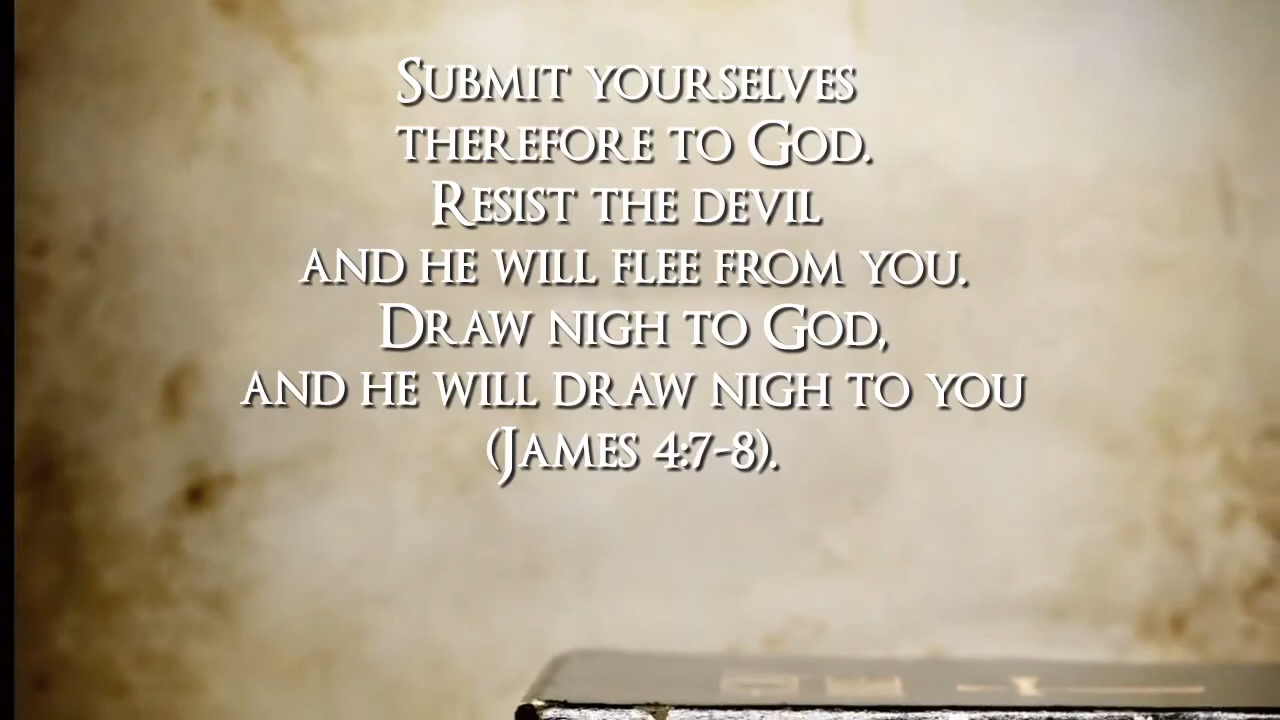 Submit yourselves
therefore to God.
Resist the devil
and he will flee from you.
Draw nigh to God,
and he will draw nigh to you
(James 4:7-8).